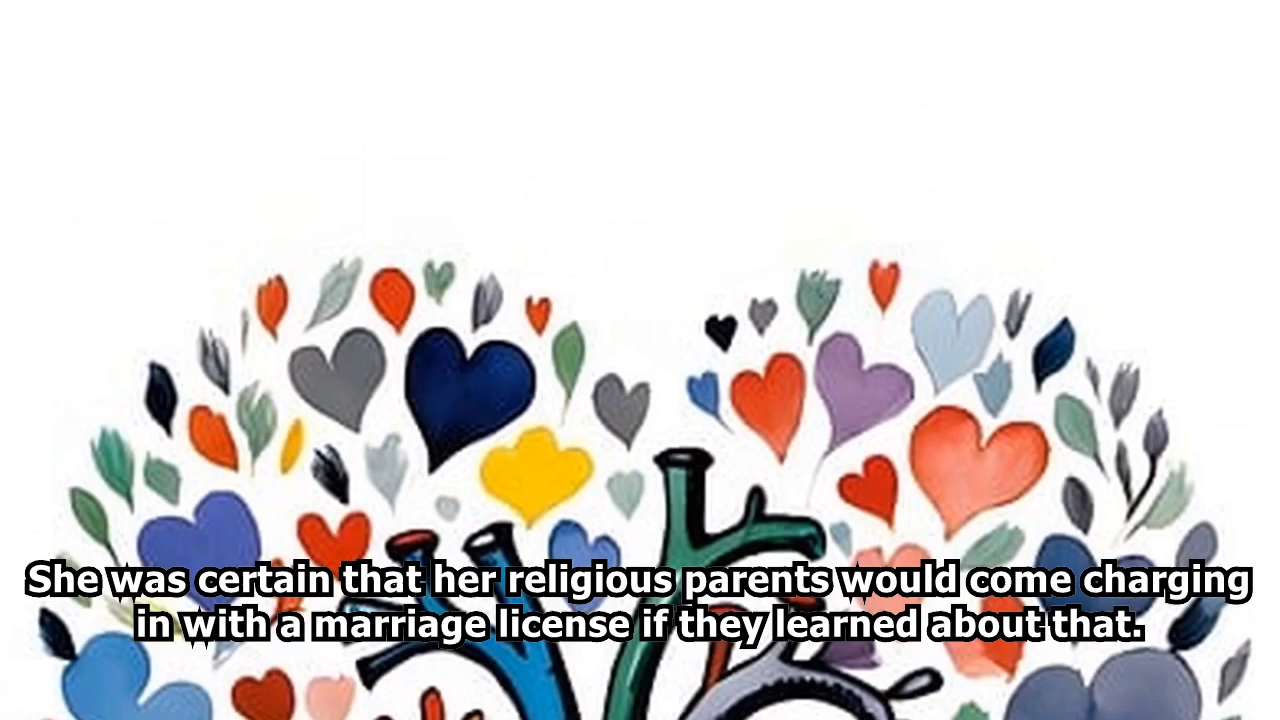 She was certain that her religious parents would come charging
in with a marriage license if they learned about that.